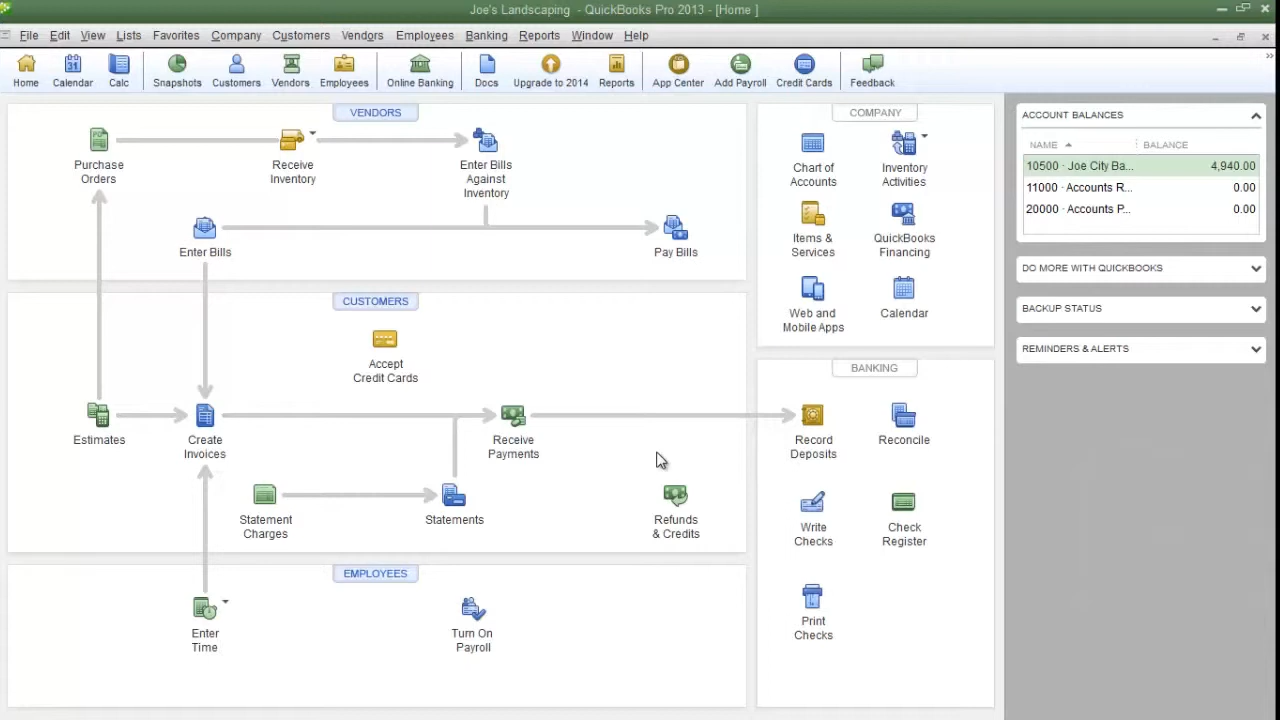 Joe's Landscaping - QuickBooks Pro 2013 - [Home ]
File Edit View Lists Favorites Company Customers Vendors Employees Banking Reports Window Help
Home Calendar Calc Snapshots Customers Vendors Employees Online Banking Docs Upgrade to 2014 Reports App Center Add Payroll Credit Cards Feedback
31
VENDORS
Purchase
Orders
Receive
Inventory
Enter Bills
Against
Inventory
Enter Bills
Pay Bills
CUSTOMERS
Accept
Credit Cards
Estimates
Create
Invoices
Receive
Payments
Statement
Charges
Statements
Refunds
& Credits
EMPLOYEES
Enter
Time
Turn On
Payroll
COMPANY
Chart of
Accounts
Inventory
Activities
Items &
Services
QuickBooks
Financing
Web and
Mobile Apps
Calendar
BANKING
Record
Deposits
Reconcile
Write
Checks
Check
Register
Print
Checks
ACCOUNT BALANCES
NAME BALANCE
10500 · Joe City Ba... 4,940.00
11000 · Accounts R... 0.00
20000 · Accounts P... 0.00
DO MORE WITH QUICKBOOKS
BACKUP STATUS
REMINDERS & ALERTS